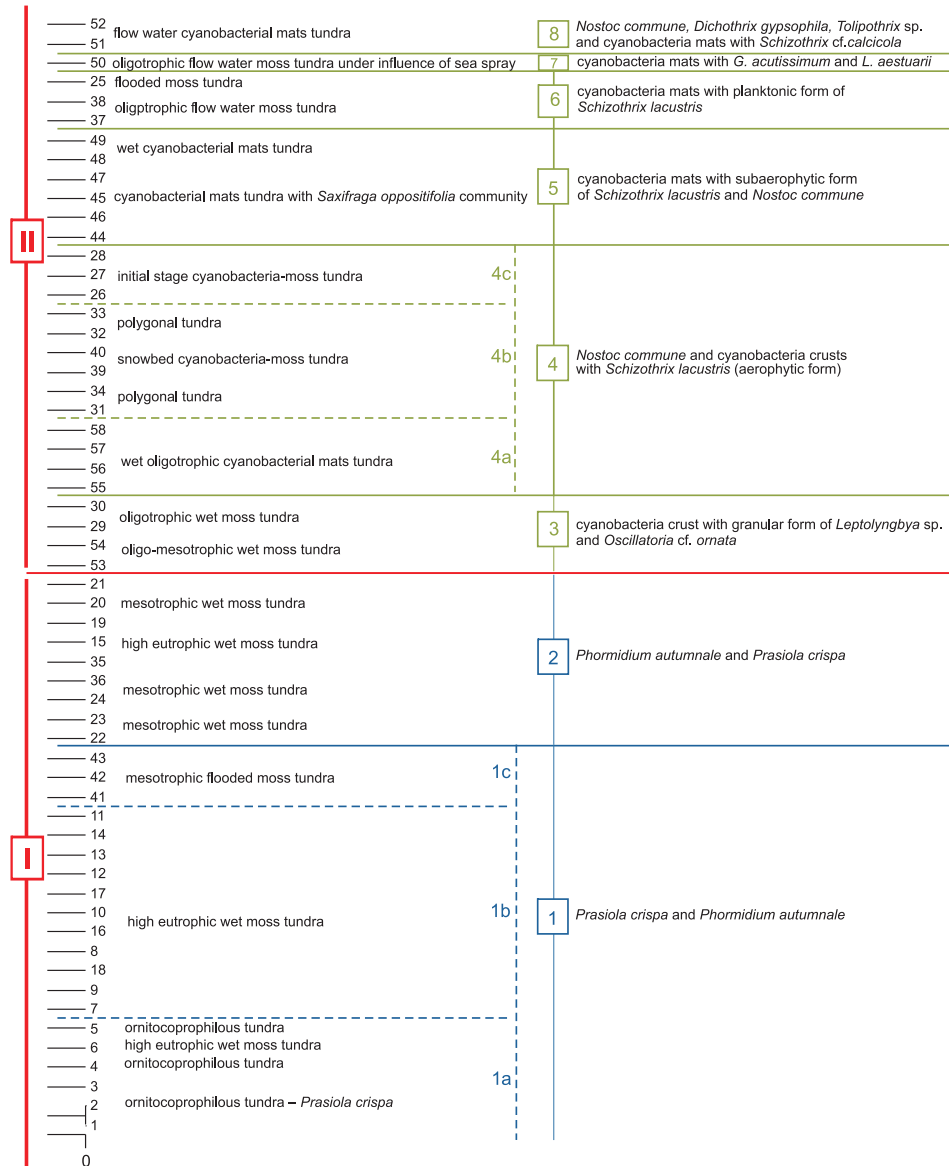 52
flow water cyanobacterial mats tundra
51
8
Nostoc commune, Dichothrix gypsophila, Tolipothrix sp.
and cyanobacteria mats with Schizothrix cf.calcicola
50 oligotrophic flow water moss tundra under influence of sea spray
7
cyanobacteria mats with G. acutissimum and L. aestuarii
25 flooded moss tundra
38
oligptrophic flow water moss tundra
37
6
cyanobacteria mats with planktonic form of
Schizothrix lacustris
49
wet cyanobacterial mats tundra
48
47
45 cyanobacterial mats tundra with Saxifraga oppositifolia community
46
44
5
cyanobacteria mats with subaerophytic form
of Schizothrix lacustris and Nostoc commune
II
28
27 initial stage cyanobacteria-moss tundra
26
4c
33
polygonal tundra
32
40
snowbed cyanobacteria-moss tundra
39
34
polygonal tundra
31
4b
4
Nostoc commune and cyanobacteria crusts
with Schizothrix lacustris (aerophytic form)
58
57
wet oligotrophic cyanobacterial mats tundra
56
55
4a
30
oligotrophic wet moss tundra
29
54
oligo-mesotrophic wet moss tundra
53
3
cyanobacteria crust with granular form of Leptolyngbya sp.
and Oscillatoria cf. ornata
21
20 mesotrophic wet moss tundra
19
15 high eutrophic wet moss tundra
35
36
mesotrophic wet moss tundra
24
23
mesotrophic wet moss tundra
22
2
Phormidium autumnale and Prasiola crispa
43
42 mesotrophic flooded moss tundra
41
1c
I
11
14
13
12
17
10
high eutrophic wet moss tundra
16
8
18
9
7
1b
1
Prasiola crispa and Phormidium autumnale
5 ornitocoprophilous tundra
6 high eutrophic wet moss tundra
4 ornitocoprophilous tundra
3
2 ornitocoprophilous tundra – Prasiola crispa
1
1a
0